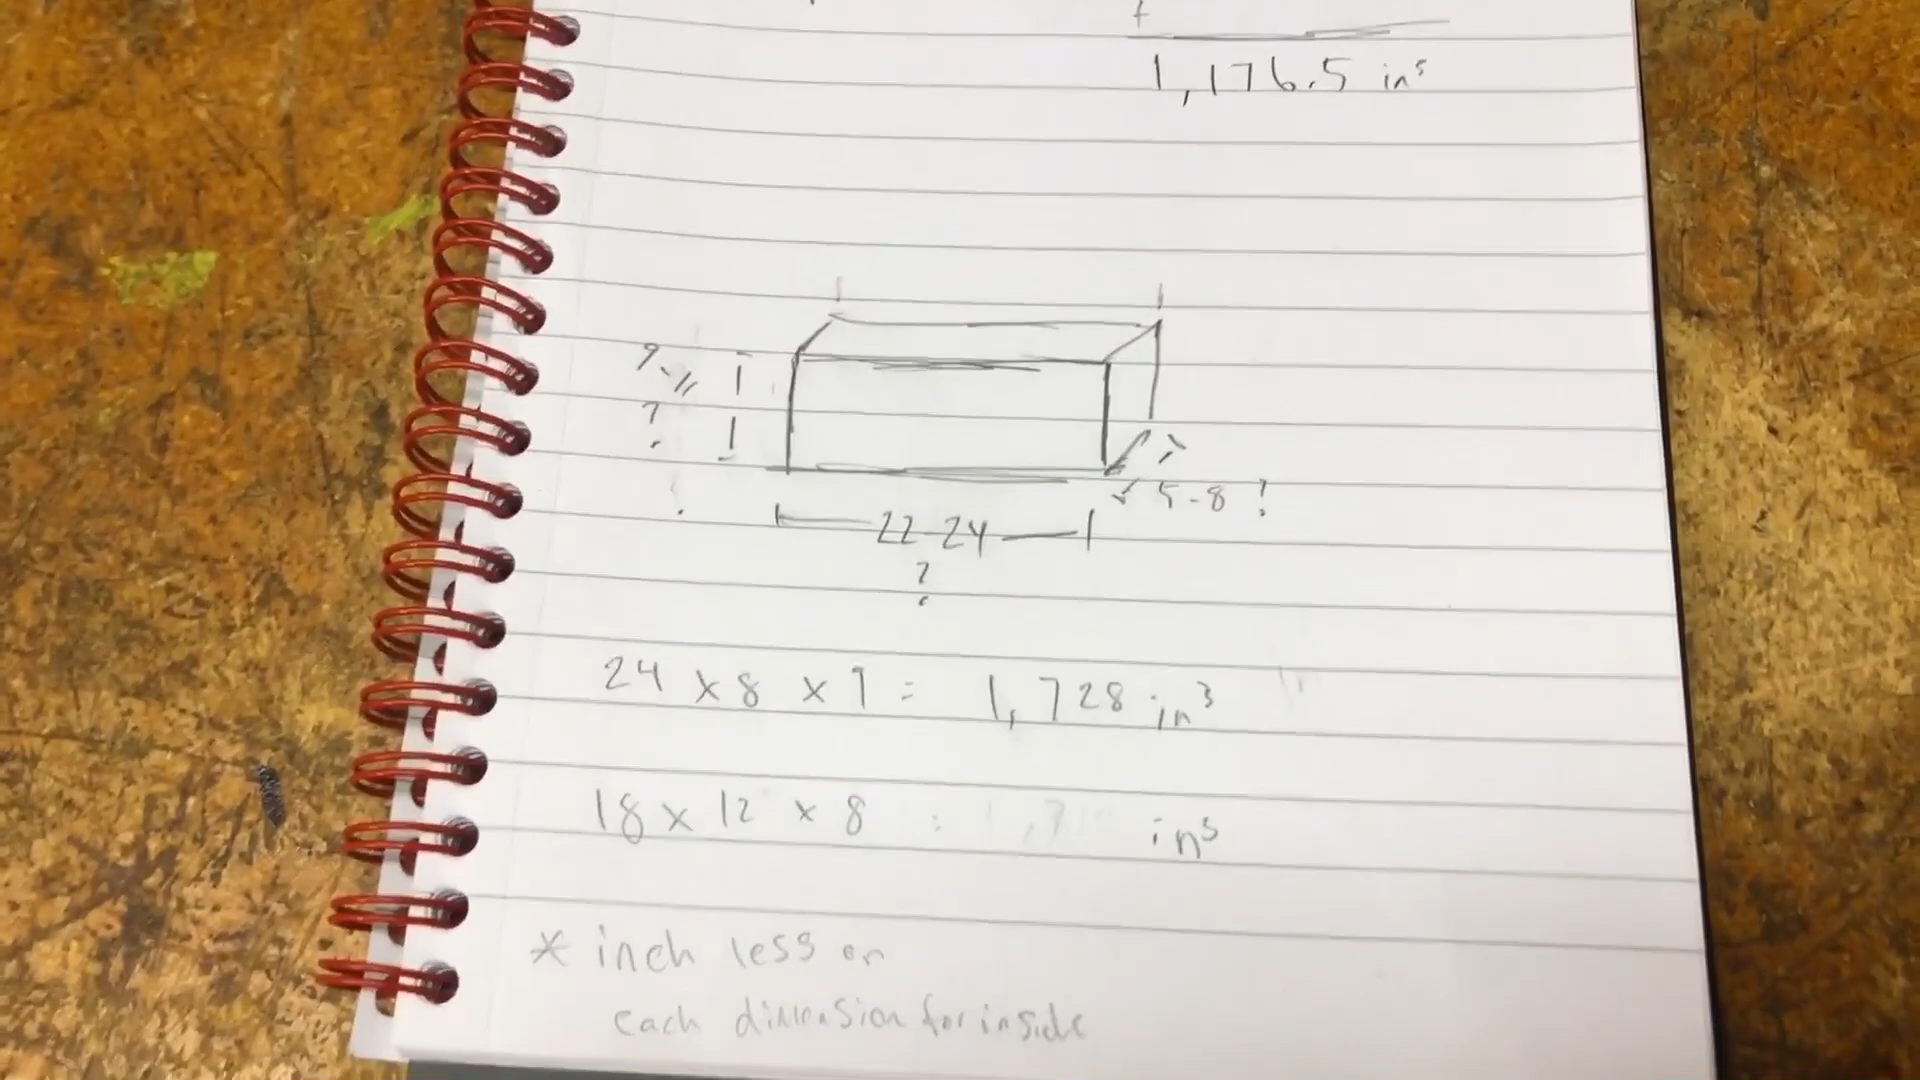 +
1,176.5 in³
9-11
?
5-8 !
22-24
?
24 x 8 x 9 = 1,728 in³
18 x 12 x 8 = in³
* inch less on
each dimension for inside